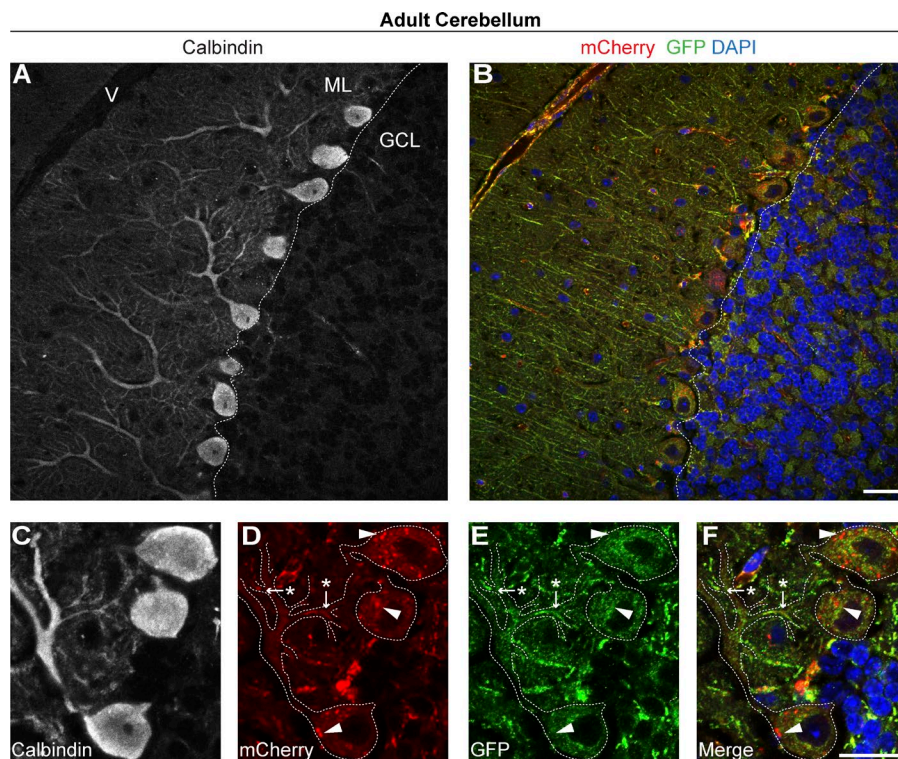 Adult Cerebellum
Calbindin
mCherry GFP DAPI
A
V
ML
GCL
B
C
Calbindin
D
*
*
mCherry
E
*
*
GFP
F
*
*
Merge